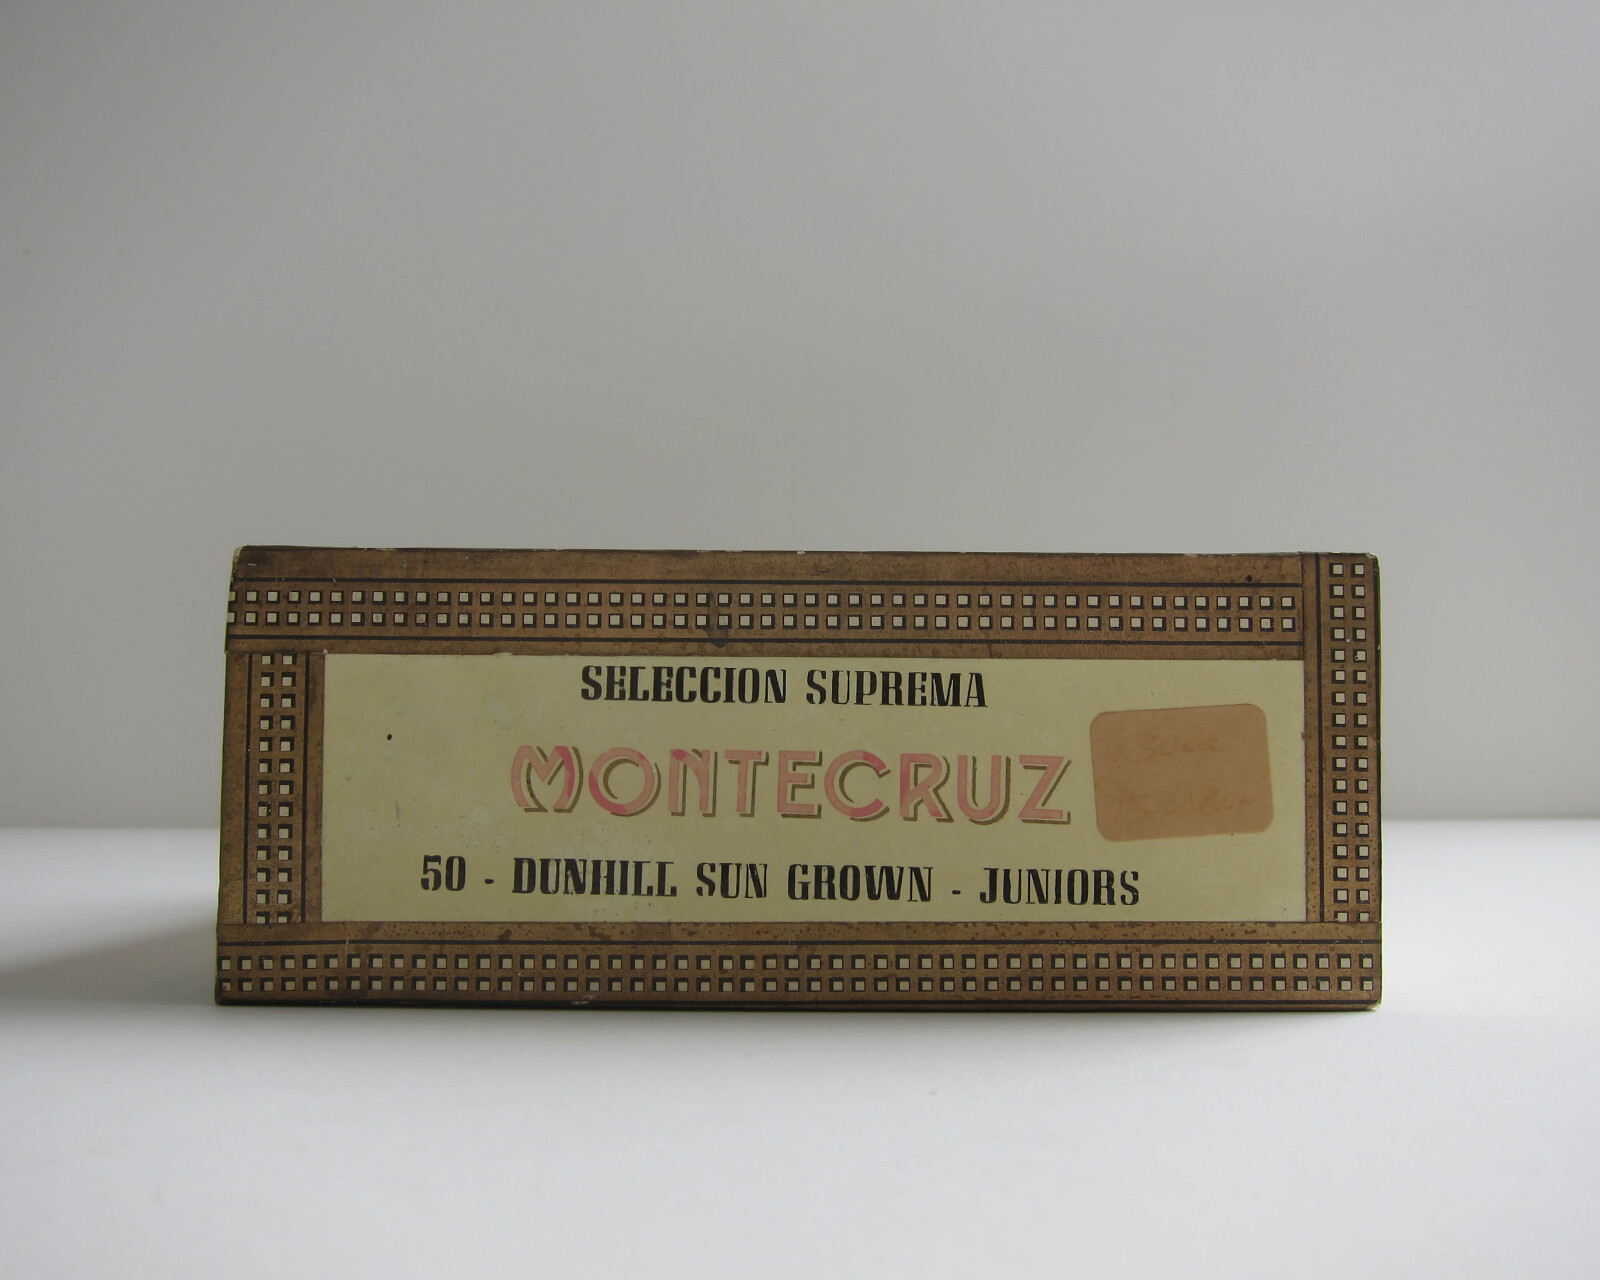 SELECCION SUPREMA
MONTECRUZ
50 - DUNHILL SUN GROWN - JUNIORS